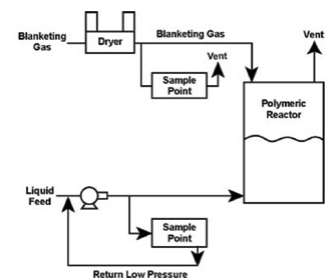 Blanketing
Gas
Dryer
Blanketing Gas
Vent
Sample
Point
Vent
Polymeric
Reactor
Liquid
Feed
Sample
Point
Return Low Pressure